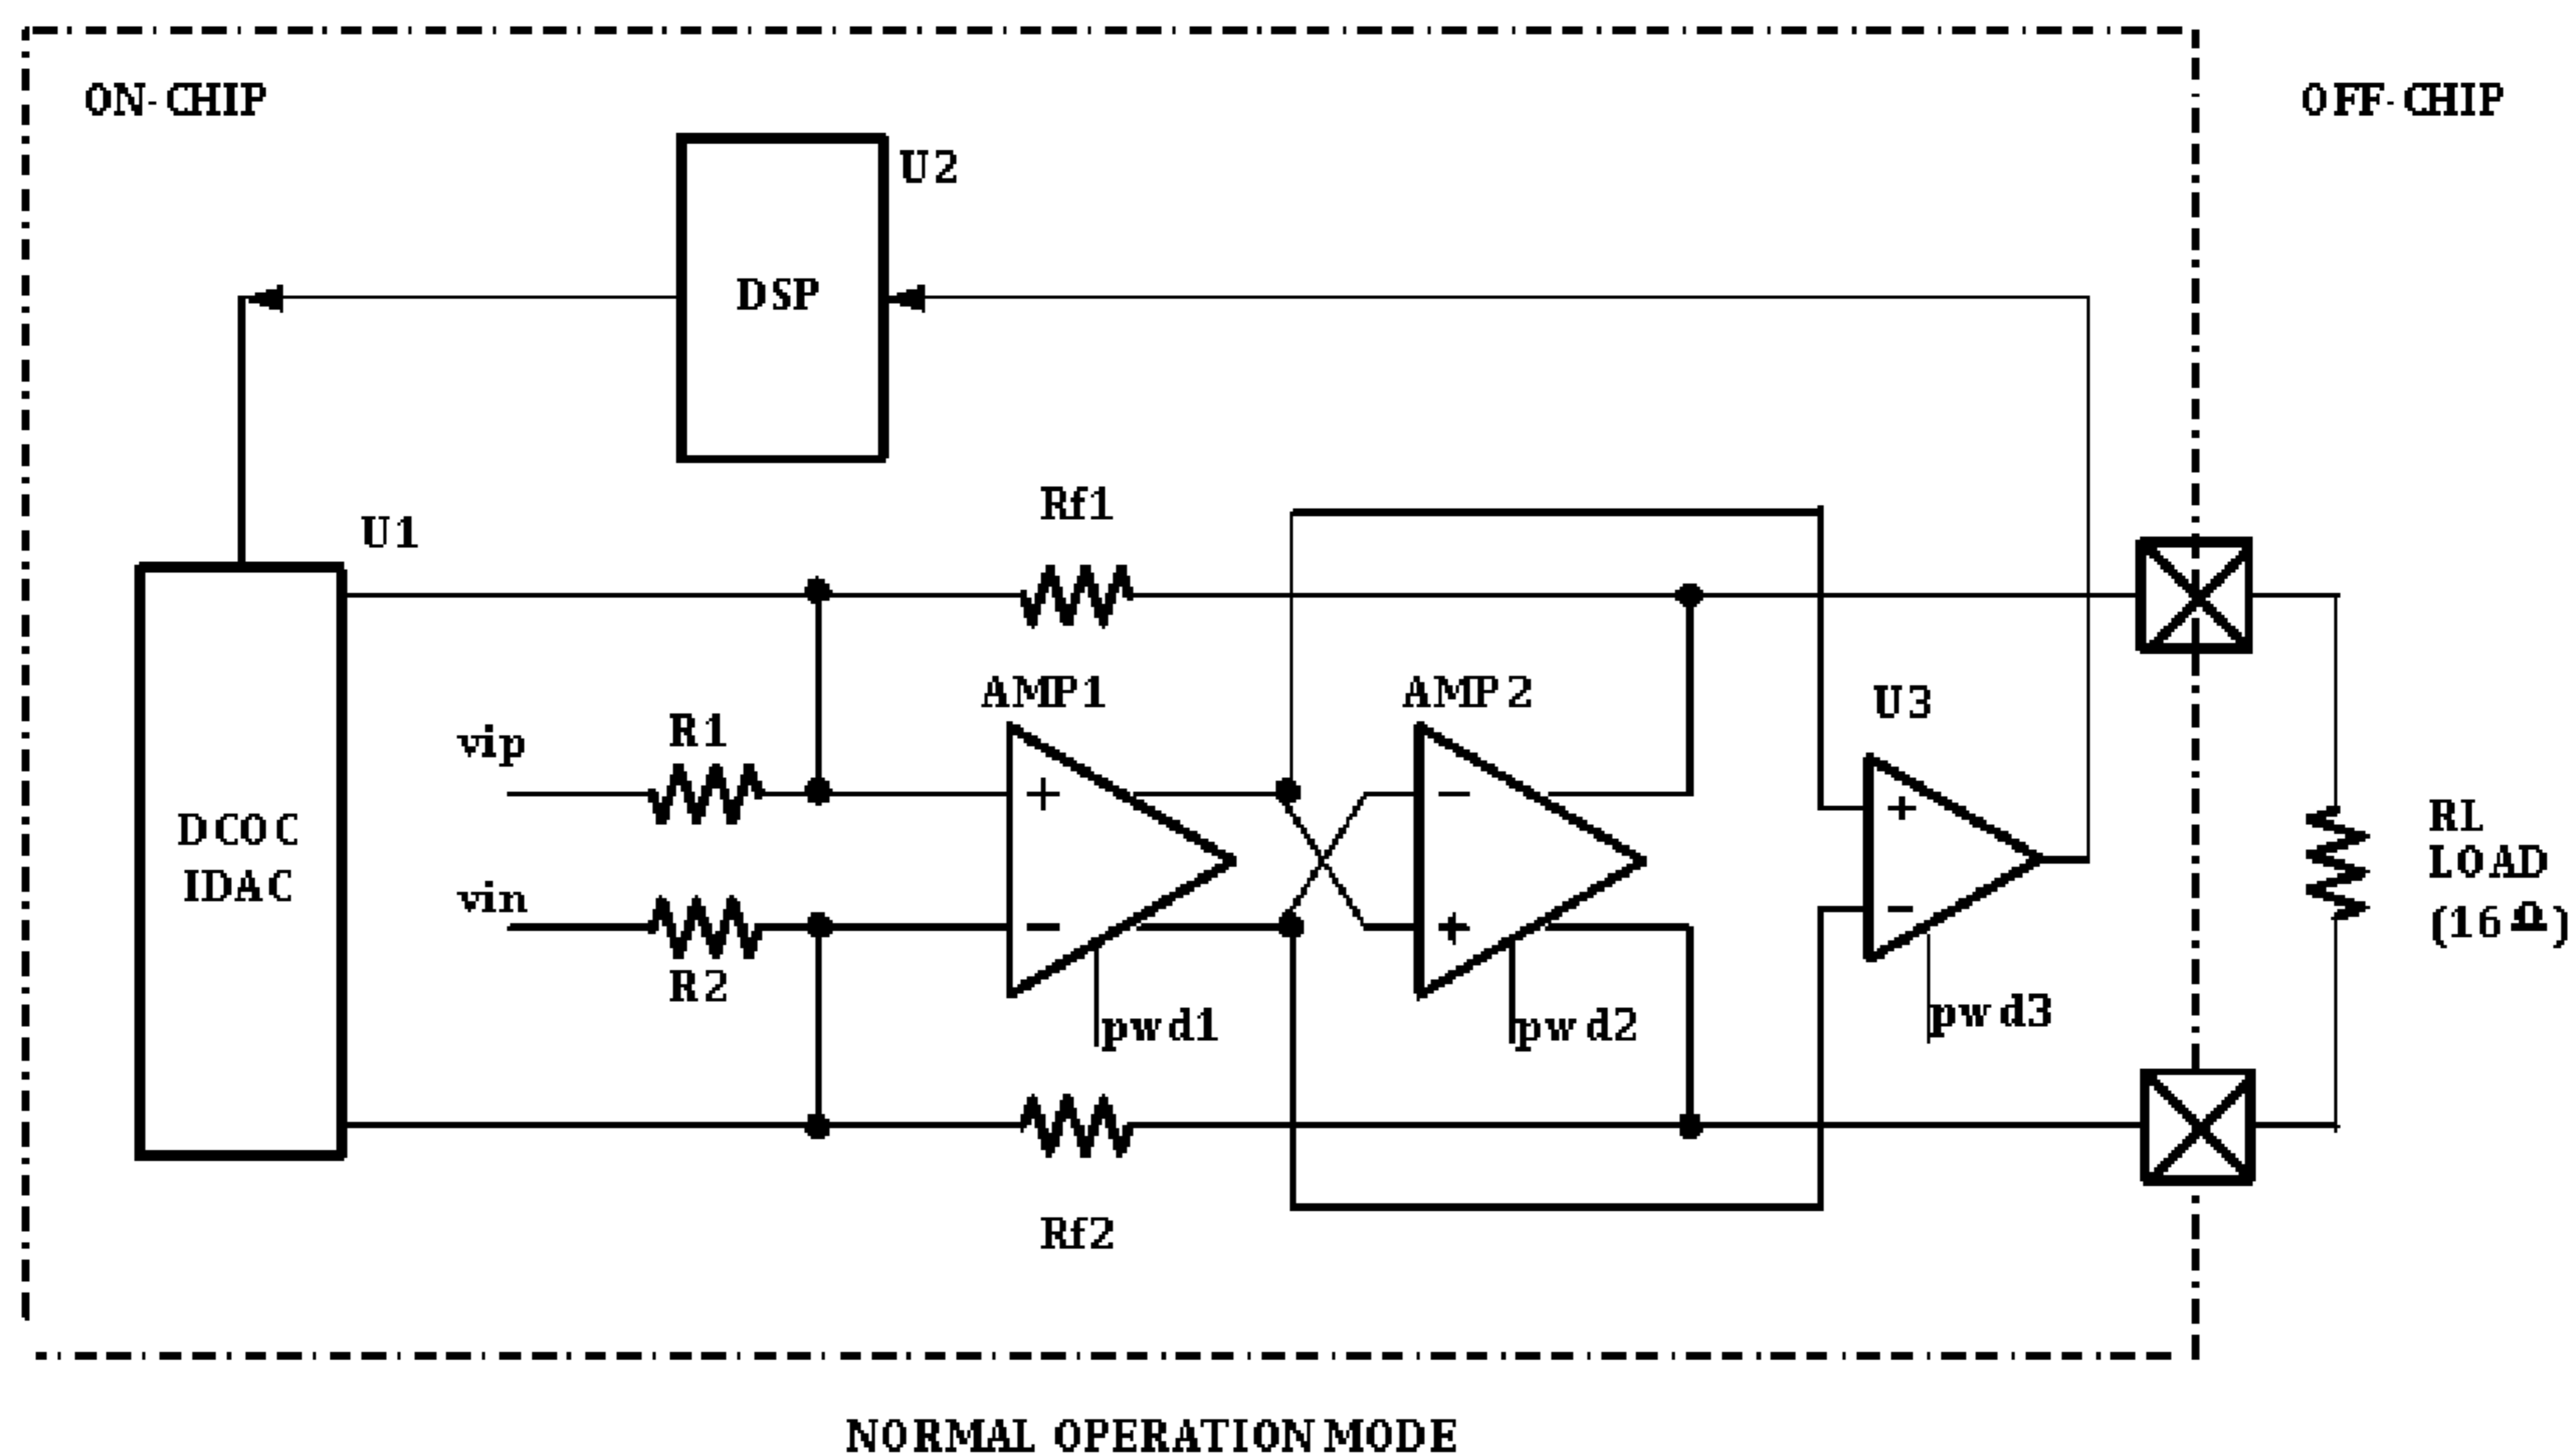 ON-CHIP
OFF-CHIP
U2
DSP
Rf1
U1
AMP1
AMP2
U3
vip
R1
+
−
+
DCOC
IDAC
RL
LOAD
(16 Ω)
vin
−
+
−
R2
pwd1
pwd2
pwd3
Rf2
NORMAL OPERATION MODE